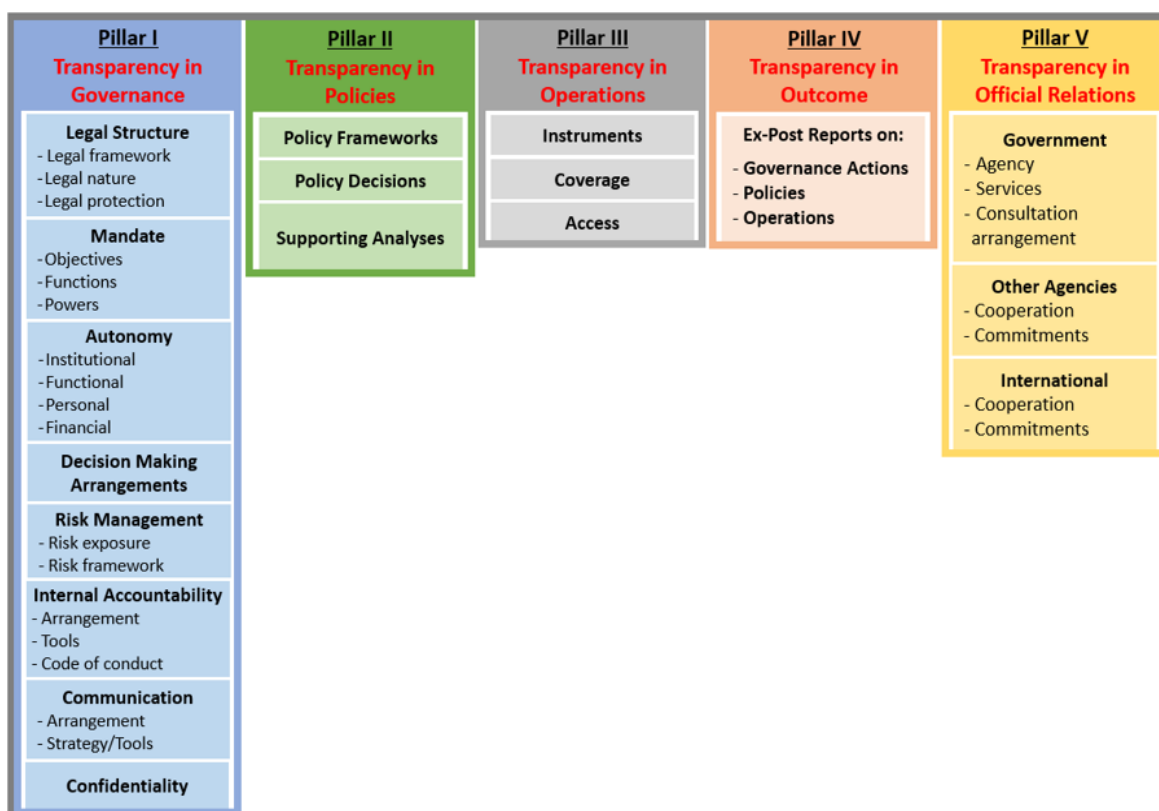 Pillar I
Transparency in
Governance
Legal Structure
- Legal framework
- Legal nature
- Legal protection
Mandate
-Objectives
-Functions
-Powers
Autonomy
-Institutional
-Functional
-Personal
-Financial
Decision Making
Arrangements
Risk Management
- Risk exposure
- Risk framework
Internal Accountability
- Arrangement
- Tools
- Code of conduct
Communication
- Arrangement
- Strategy/Tools
Confidentiality
Pillar II
Transparency in
Policies
Policy Frameworks
Policy Decisions
Supporting Analyses
Pillar III
Transparency in
Operations
Instruments
Coverage
Access
Pillar IV
Transparency in
Outcome
Ex-Post Reports on:
- Governance Actions
- Policies
- Operations
Pillar V
Transparency in
Official Relations
Government
- Agency
- Services
- Consultation
arrangement
Other Agencies
- Cooperation
- Commitments
International
- Cooperation
- Commitments